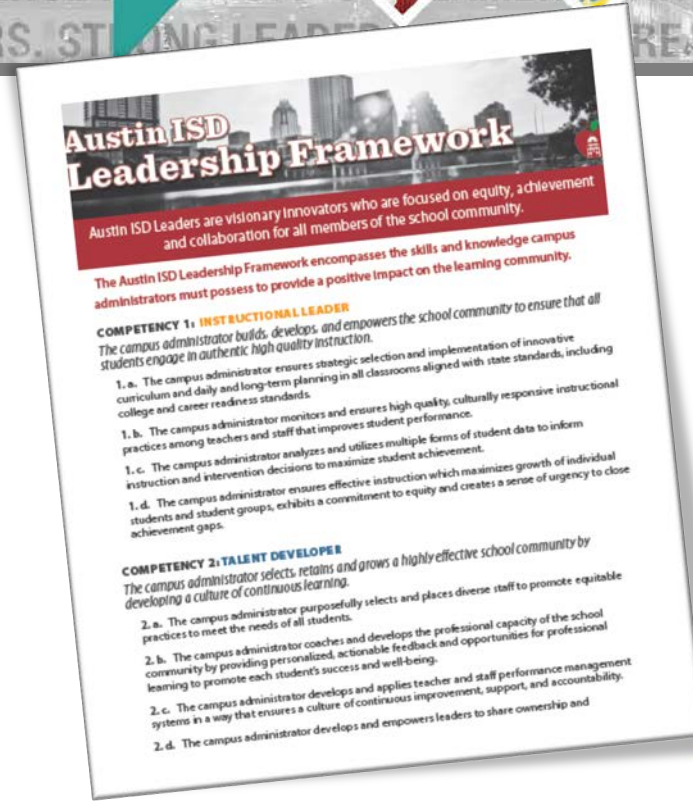 RS. STRONG LEADER
REA
Austin ISD
Leadership Framework
Austin ISD Leaders are visionary innovators who are focused on equity, achievement
and collaboration for all members of the school community.
The Austin ISD Leadership Framework encompasses the skills and knowledge campus
administrators must possess to provide a positive impact on the learning community.
COMPETENCY 1: INSTRUCTIONAL LEADER
The campus administrator builds, develops, and empowers the school community to ensure that all
students engage in authentic high quality instruction.
1. a. The campus administrator ensures strategic selection and implementation of innovative
curriculum and daily and long-term planning in all classrooms aligned with state standards, including
college and career readiness standards.
1. b. The campus administrator monitors and ensures high quality, culturally responsive instructional
practices among teachers and staff that improves student performance.
1. c. The campus administrator analyzes and utilizes multiple forms of student data to inform
instruction and intervention decisions to maximize student achievement.
1. d. The campus administrator ensures effective instruction which maximizes growth of individual
students and student groups, exhibits a commitment to equity and creates a sense of urgency to close
achievement gaps.
COMPETENCY 2: TALENT DEVELOPER
The campus administrator selects, retains and grows a highly effective school community by
developing a culture of continuous learning.
2. a. The campus administrator purposefully selects and places diverse staff to promote equitable
practices to meet the needs of all students.
2. b. The campus administrator coaches and develops the professional capacity of the school
community by providing personalized, actionable feedback and opportunities for professional
learning to promote each student's success and well-being.
2. c. The campus administrator develops and applies teacher and staff performance management
systems in a way that ensures a culture of continuous improvement, support, and accountability.
2. d. The campus administrator develops and empowers leaders to share ownership and